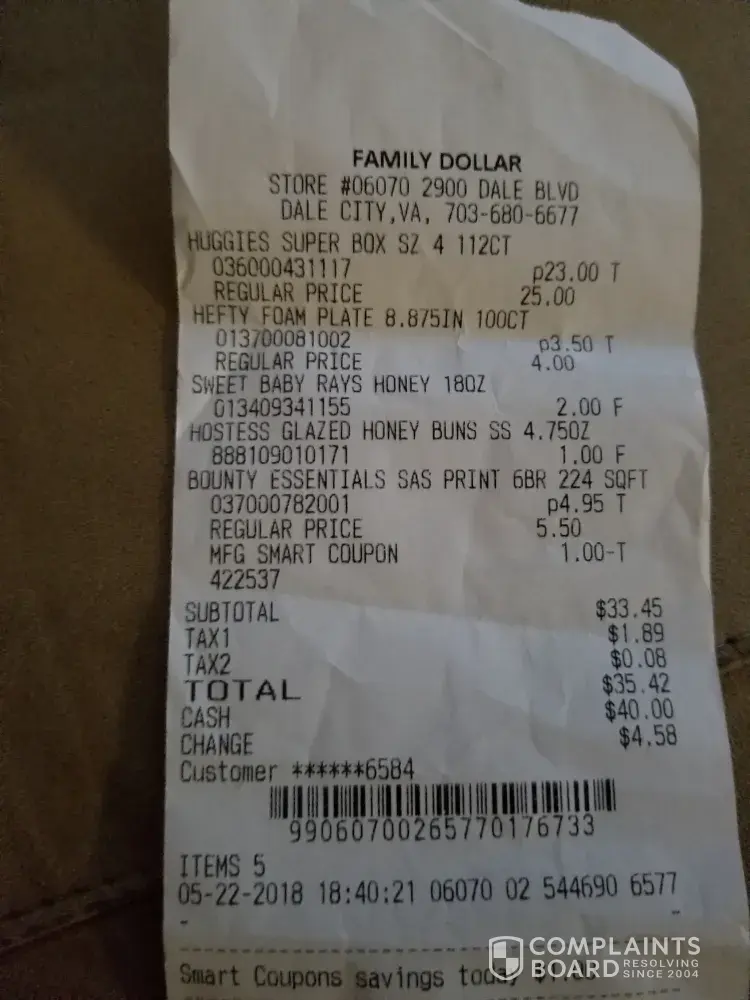 FAMILY DOLLAR
STORE #06070 2900 DALE BLVD
DALE CITY,VA, 703-680-6677
HUGGIES SUPER BOX SZ 4 112CT
036000431117 p23.00 T
REGULAR PRICE 25.00
HEFTY FOAM PLATE 8.875IN 100CT
013700081002 p3.50 T
REGULAR PRICE 4.00
SWEET BABY RAYS HONEY 18OZ
013409341155 2.00 F
HOSTESS GLAZED HONEY BUNS SS 4.75OZ
888109010171 1.00 F
BOUNTY ESSENTIALS SAS PRINT 6BR 224 SQFT
037000782001 p4.95 T
REGULAR PRICE 5.50
MFG SMART COUPON 1.00-T
422537
SUBTOTAL $33.45
TAX1 $1.89
TAX2 $0.08
TOTAL $35.42
CASH $40.00
CHANGE $4.58
Customer ******6584
99060700265770176733
ITEMS 5
05-22-2018 18:40:21 06070 02 544690 6577
- -
Smart Coupons savings
COMPLAINTS
BOARD RESOLVING
SINCE 2004